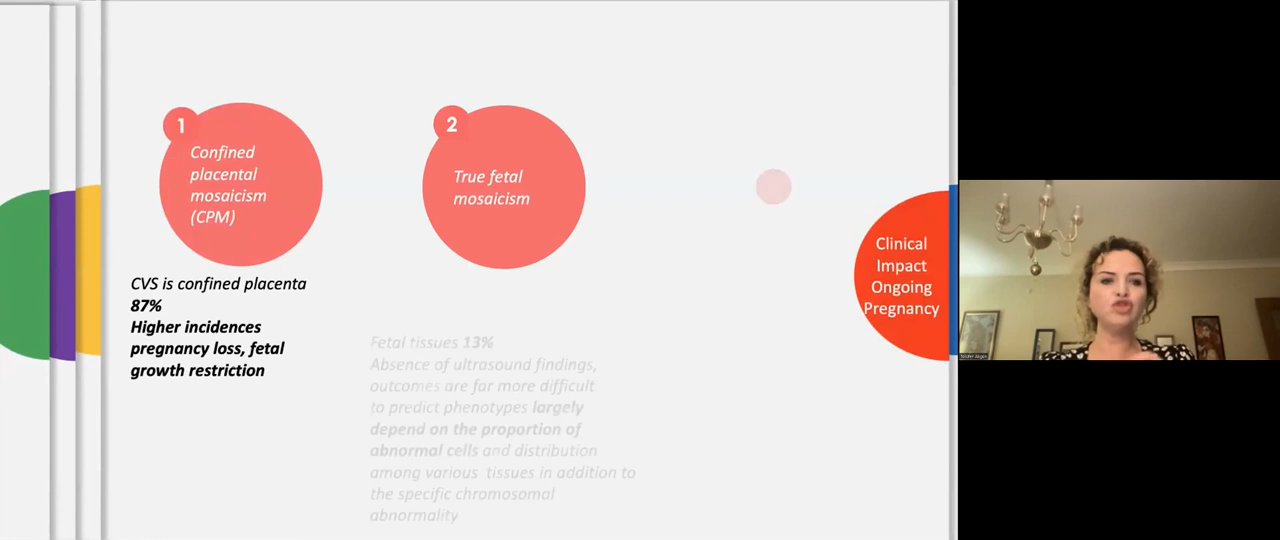 1
Confined
placental
mosaicism
(CPM)
CVS is confined placenta
87%
Higher incidences
pregnancy loss, fetal
growth restriction
2
True fetal
mosaicism
Fetal tissues 13%
Absence of ultrasound findings,
outcomes are far more difficult
to predict phenotypes largely
depend on the proportion of
abnormal cells and distribution
among various tissues in addition to
the specific chromosomal
abnormality
Clinical
Impact
Ongoing
Pregnancy